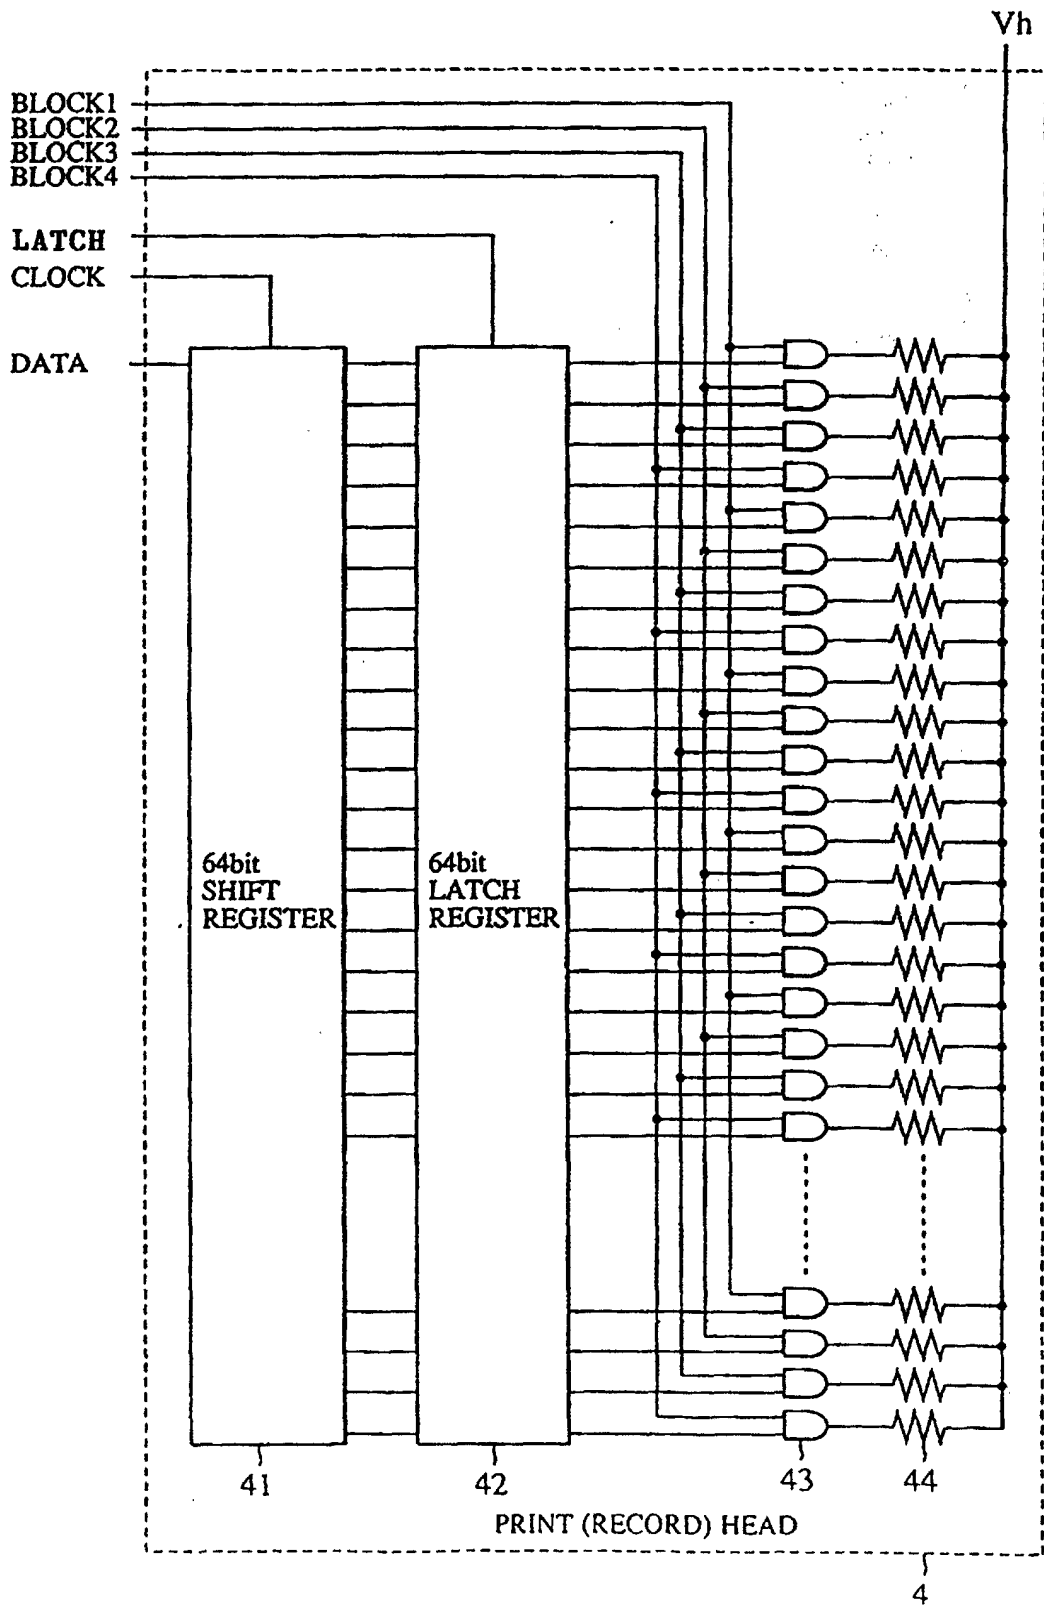 Vh
BLOCK1
BLOCK2
BLOCK3
BLOCK4
LATCH
CLOCK
DATA
64bit
SHIFT
REGISTER
64bit
LATCH
REGISTER
41
42
43
44
PRINT (RECORD) HEAD
4